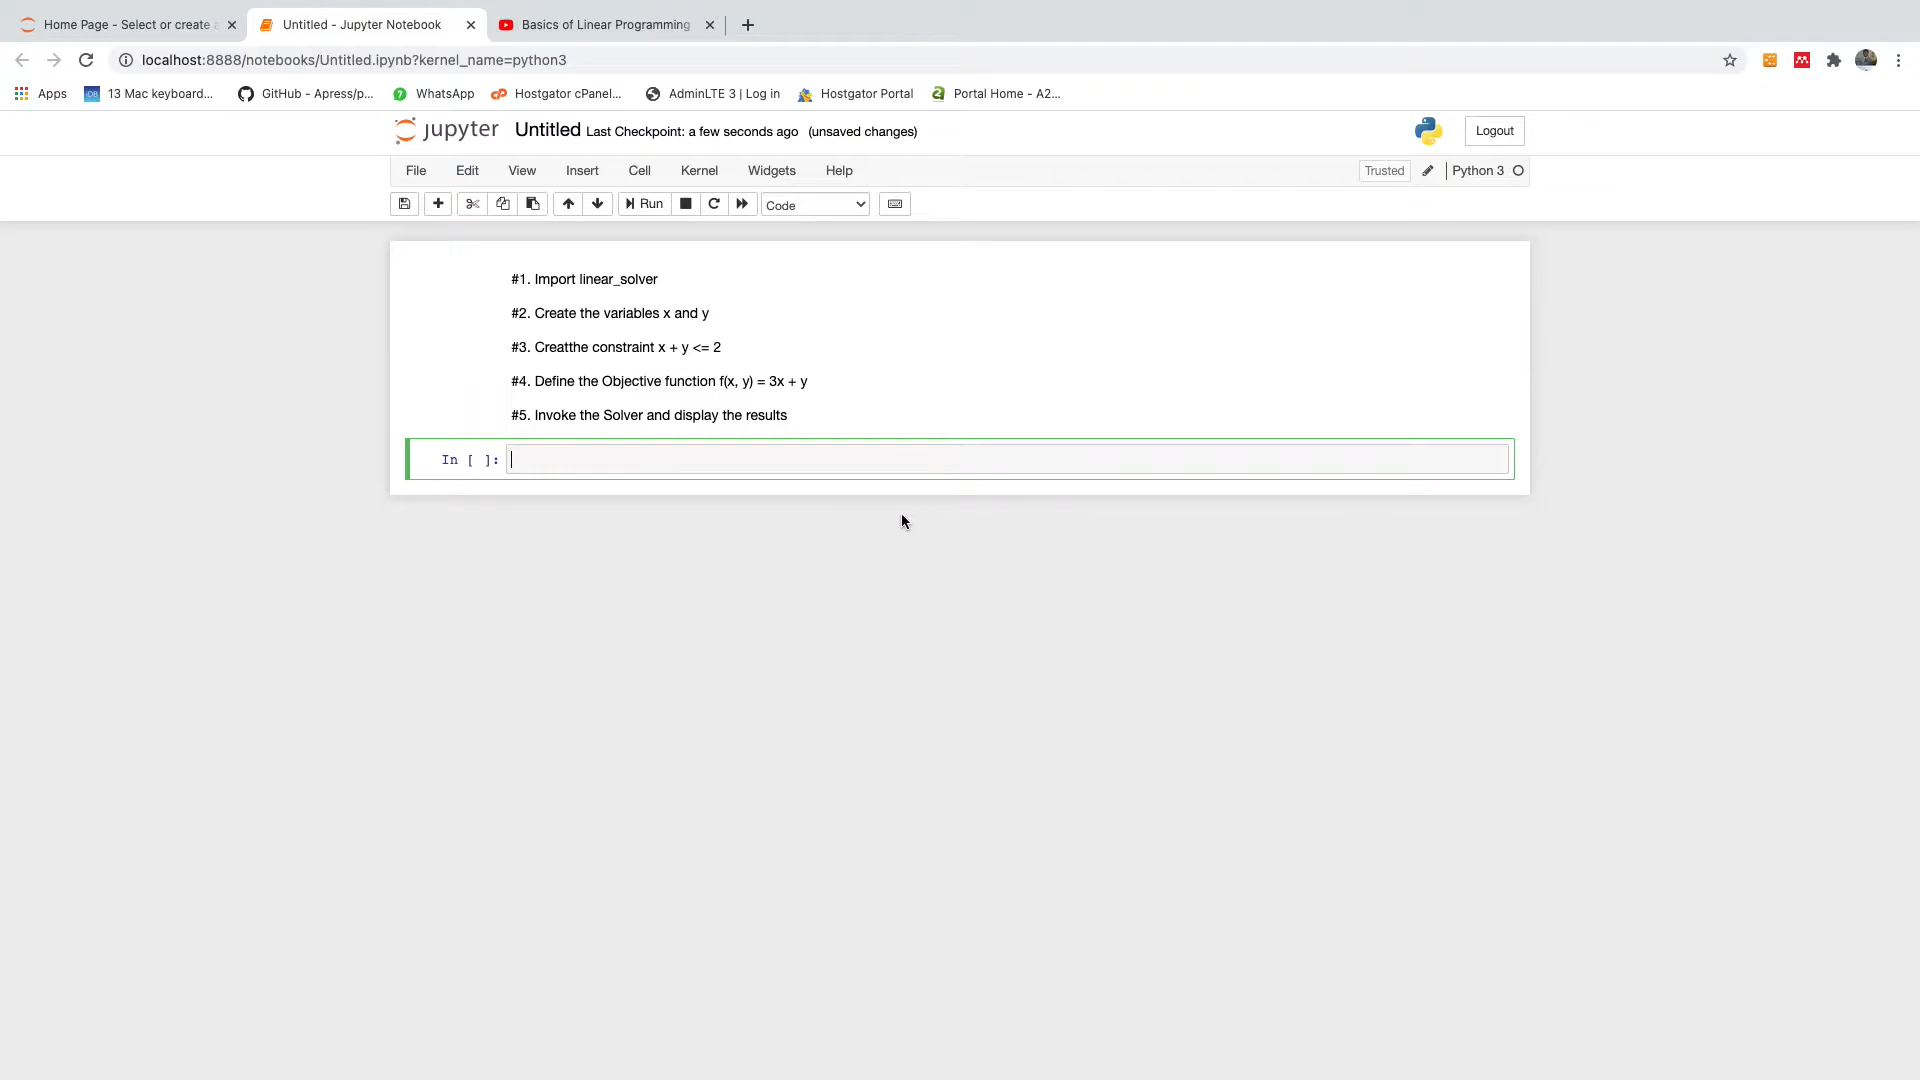 Home Page - Select or create a
Untitled - Jupyter Notebook
Basics of Linear Programming
localhost:8888/notebooks/Untitled.ipynb?kernel_name=python3
Apps
13 Mac keyboard...
GitHub - Apress/p...
WhatsApp
Hostgator cPanel...
AdminLTE 3 | Log in
Hostgator Portal
Portal Home - A2...
jupyter Untitled Last Checkpoint: a few seconds ago (unsaved changes)
Logout
File Edit View Insert Cell Kernel Widgets Help
Trusted
Python 3
Run
Code
#1. Import linear_solver
#2. Create the variables x and y
#3. Creatthe constraint x + y <= 2
#4. Define the Objective function f(x, y) = 3x + y
#5. Invoke the Solver and display the results
In [ ]: